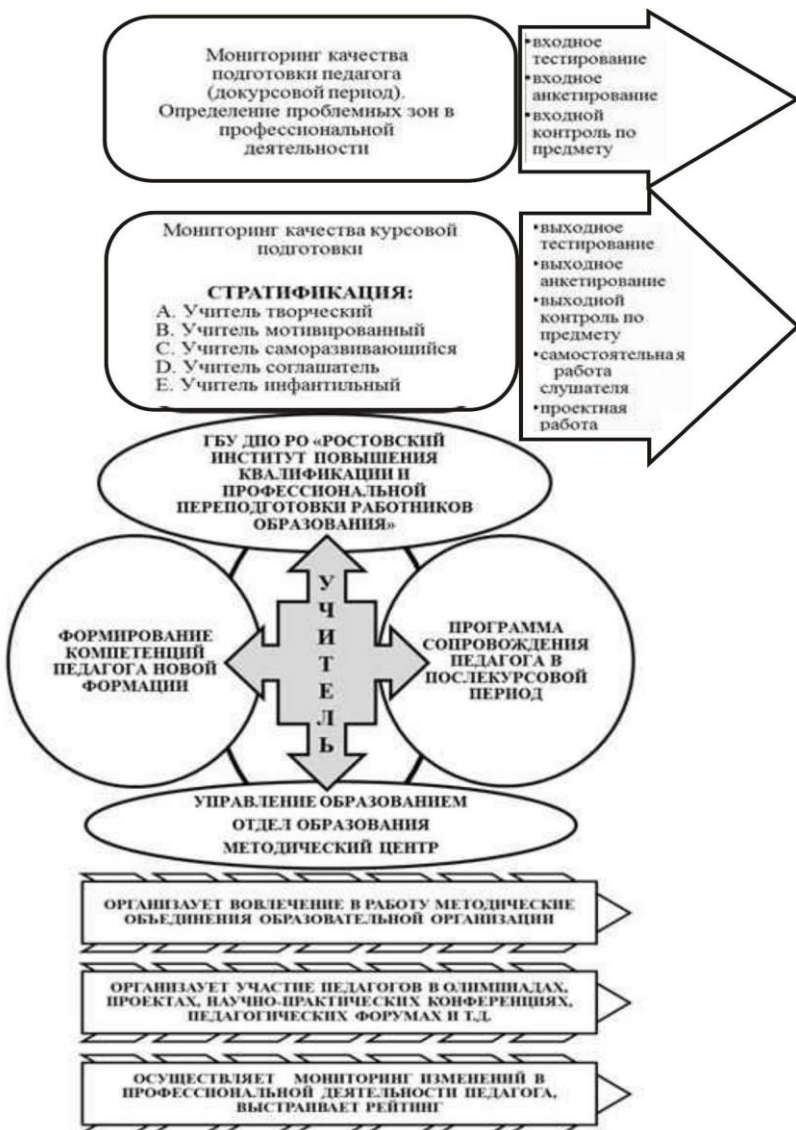 Мониторинг качества
подготовки педагога
(докурсовой период).
Определение проблемных зон в
профессиональной
деятельности
•входное
тестирование
•входное
анкетирование
•входной
контроль по
предмету
Мониторинг качества курсовой
подготовки
СТРАТИФИКАЦИЯ:
A. Учитель творческий
B. Учитель мотивированный
C. Учитель саморазвивающийся
D. Учитель соглашатель
E. Учитель инфантильный
•выходное
тестирование
•выходное
анкетирование
•выходной
контроль по
предмету
•самостоятельная
работа
слушателя
•проектная
работа
ГБУ ДПО РО «РОСТОВСКИЙ
ИНСТИТУТ ПОВЫШЕНИЯ
КВАЛИФИКАЦИИ И
ПРОФЕССИОНАЛЬНОЙ
ПЕРЕПОДГОТОВКИ РАБОТНИКОВ
ОБРАЗОВАНИЯ»
ФОРМИРОВАНИЕ
КОМПЕТЕНЦИЙ
ПЕДАГОГА НОВОЙ
ФОРМАЦИИ
У
Ч
И
Т
Е
Л
Ь
ПРОГРАММА
СОПРОВОЖДЕНИЯ
ПЕДАГОГА В
ПОСЛЕКУРСОВОЙ
ПЕРИОД
УПРАВЛЕНИЕ ОБРАЗОВАНИЕМ
ОТДЕЛ ОБРАЗОВАНИЯ
МЕТОДИЧЕСКИЙ ЦЕНТР
ОРГАНИЗАУЕТ ВОВЛЕЧЕНИЕ В РАБОТУ МЕТОДИЧЕСКИЕ
ОБЪЕДИНЕНИЯ ОБРАЗОВАТЕЛЬНОЙ ОРГАНИЗАЦИИ
ОРГАНИЗАУЕТ УЧАСТИЕ ПЕДАГОГОВ В ОЛИМПИАДАХ,
ПРОЕКТАХ, НАУЧНО-ПРАКТИЧЕСКИХ КОНФЕРЕНЦИЯХ,
ПЕДАГОГИЧЕСКИХ ФОРУМАХ И Т.Д.
ОСУЩЕСТВЛЯЕТ МОНИТОРИНГ ИЗМЕНЕНИЙ В
ПРОФЕССИОНАЛЬНОЙ ДЕЯТЕЛЬНОСТИ ПЕДАГОГА,
ВЫСТРАИВАЕТ РЕЙТИНГ